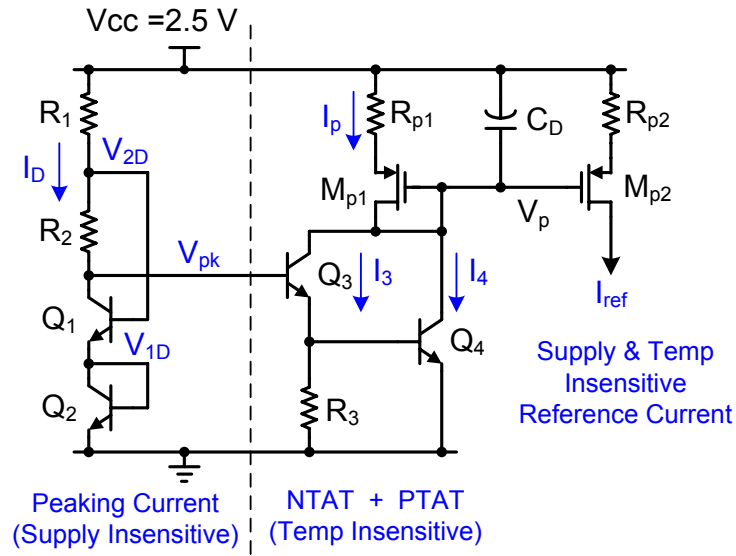 Vcc =2.5 V
R1
Ip
Rp1
CD
Rp2
ID
V2D
Mp1
Mp2
R2
Vp
Vpk
Q3
I3
I4
Iref
Q1
V1D
Q4
Supply & Temp
Insensitive
Reference Current
Q2
R3
Peaking Current
(Supply Insensitive)
NTAT + PTAT
(Temp Insensitive)